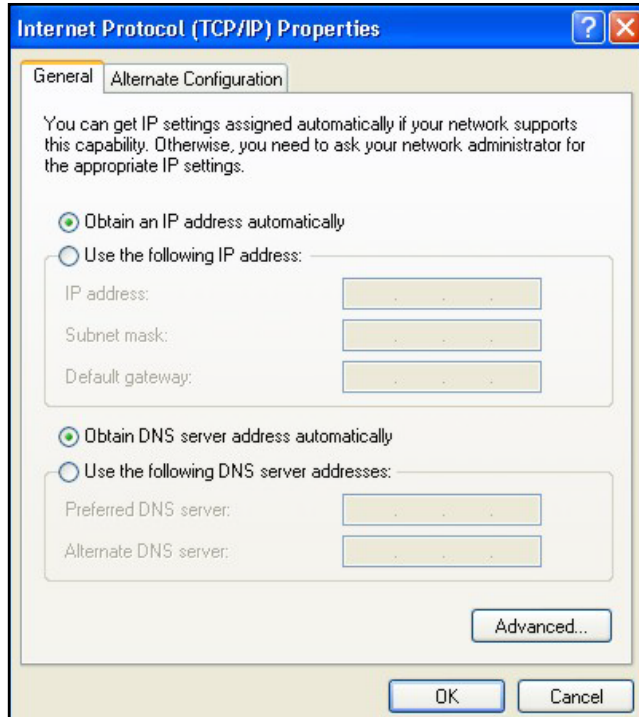 Internet Protocol (TCP/IP) Properties
General
Alternate Configuration
You can get IP settings assigned automatically if your network supports
this capability. Otherwise, you need to ask your network administrator for
the appropriate IP settings.
Obtain an IP address automatically
Use the following IP address:
IP address:
Subnet mask:
Default gateway:
Obtain DNS server address automatically
Use the following DNS server addresses:
Preferred DNS server:
Alternate DNS server:
Advanced...
OK
Cancel